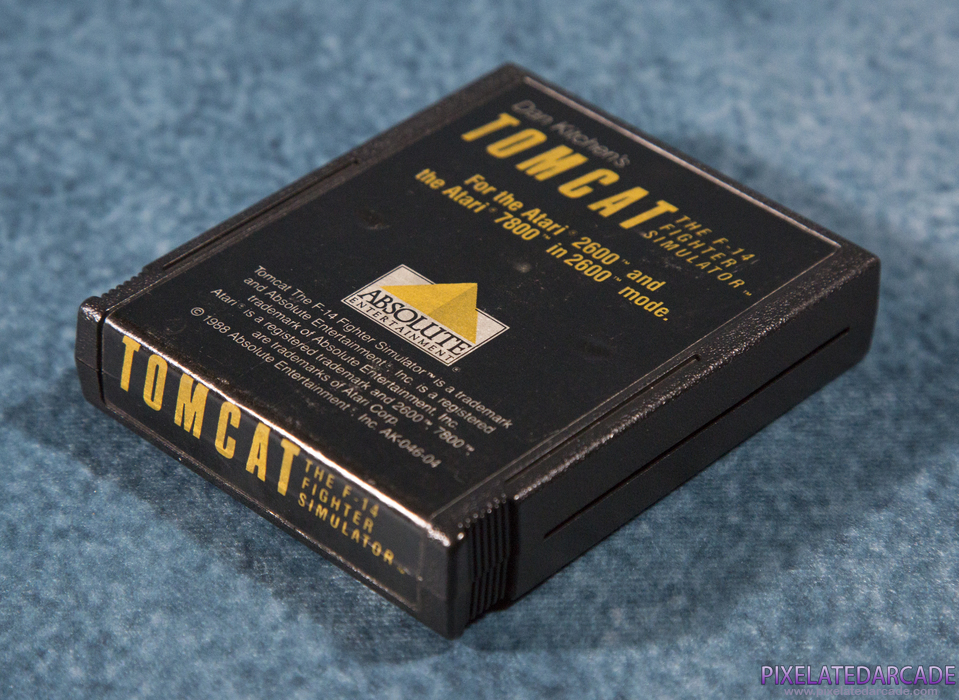 Dan Kitchen's
TOMCAT
THE F-14
FIGHTER
SIMULATOR™
For the Atari® 2600™ and
the Atari® 7800™ in 2600™ mode.
ABSOLUTE
ENTERTAINMENT®
Tomcat The F-14 Fighter Simulator™ is a trademark
and Absolute Entertainment®, Inc. is a registered
trademark of Absolute Entertainment, Inc.
Atari® is a registered trademark and 2600™, 7800™,
are trademarks of Atari Corp.
© 1988 Absolute Entertainment®, Inc. AK-046-04
TOMCAT
THE F-14
FIGHTER
SIMULATOR™
PIXELATEDARCADE
www.pixelatedarcade.com